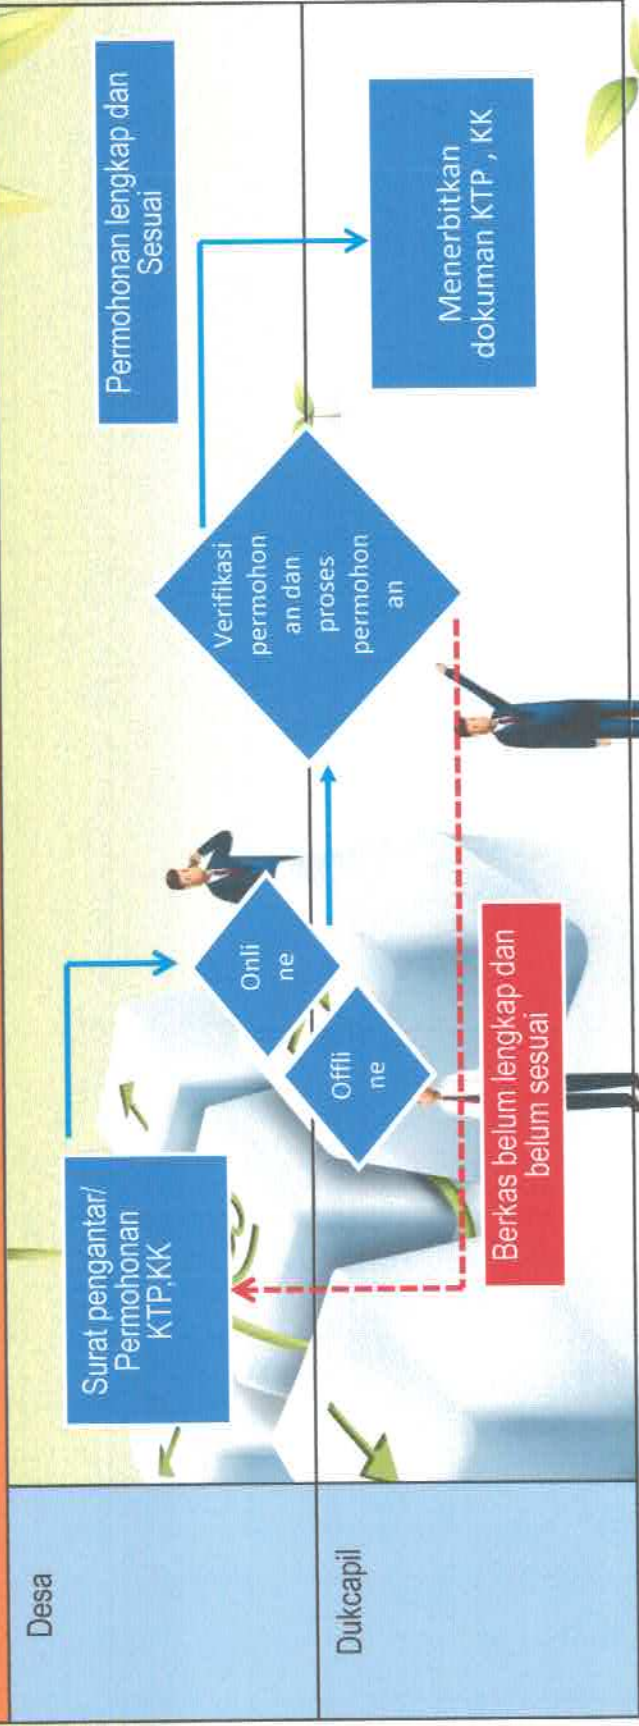 Desa
Surat pengantar/
Permohonan
KTP,KK
Onli
ne
Offli
ne
Verifikasi
permohon
an dan
proses
permohon
an
Permohonan lengkap dan
Sesuai
Dukcapil
Berkas belum lengkap dan
belum sesuai
Menerbitkan
dokuman KTP , KK